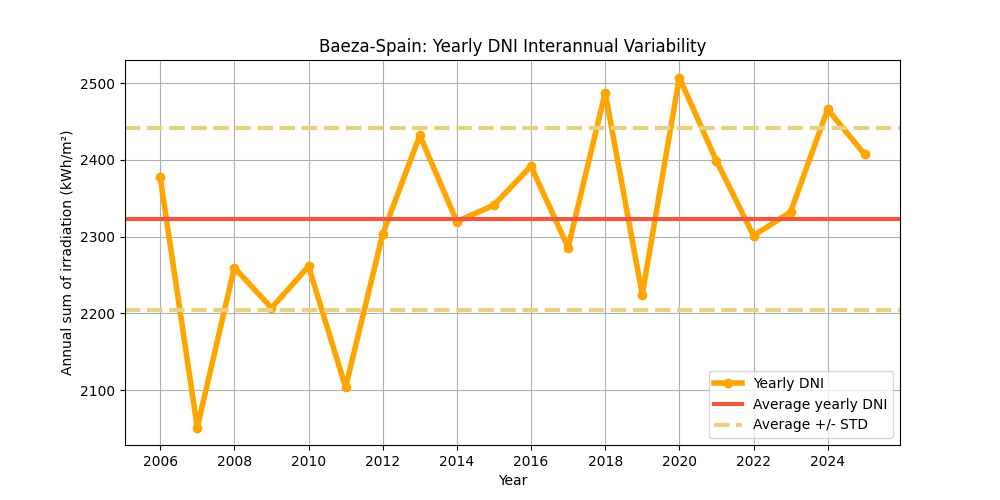 Baeza-Spain: Yearly DNI Interannual Variability
Annual sum of irradiation (kWh/m²)
2500
2400
2300
2200
2100
Yearly DNI
Average yearly DNI
Average +/- STD
2006 2008 2010 2012 2014 2016 2018 2020 2022 2024
Year